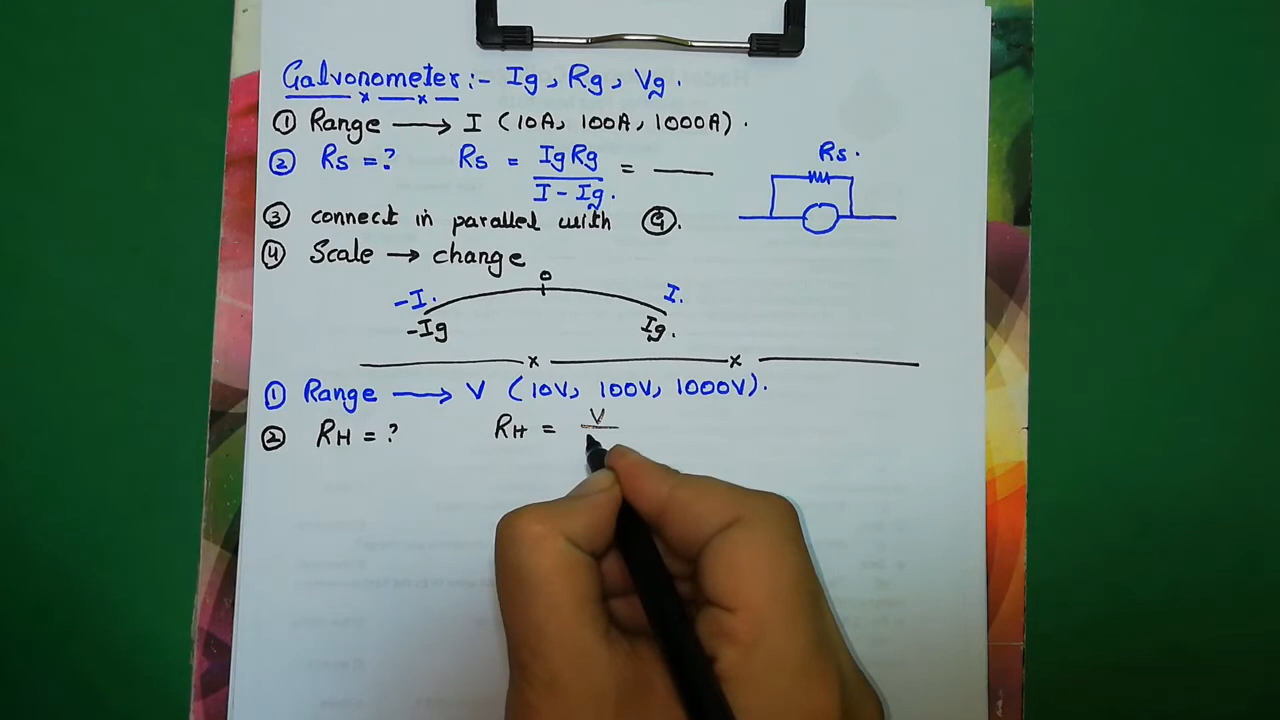 Galvonometer :- Ig, Rg, Vg.
① Range → I (10A, 100A, 1000A).
② Rs = ? Rs = IgRg / I - Ig. = ___
Rs.
③ connect in parallel with G.
④ Scale → change
0
-I. I.
-Ig Ig.
x x
① Range → V (10V, 100V, 1000V).
② RH = ? RH = V